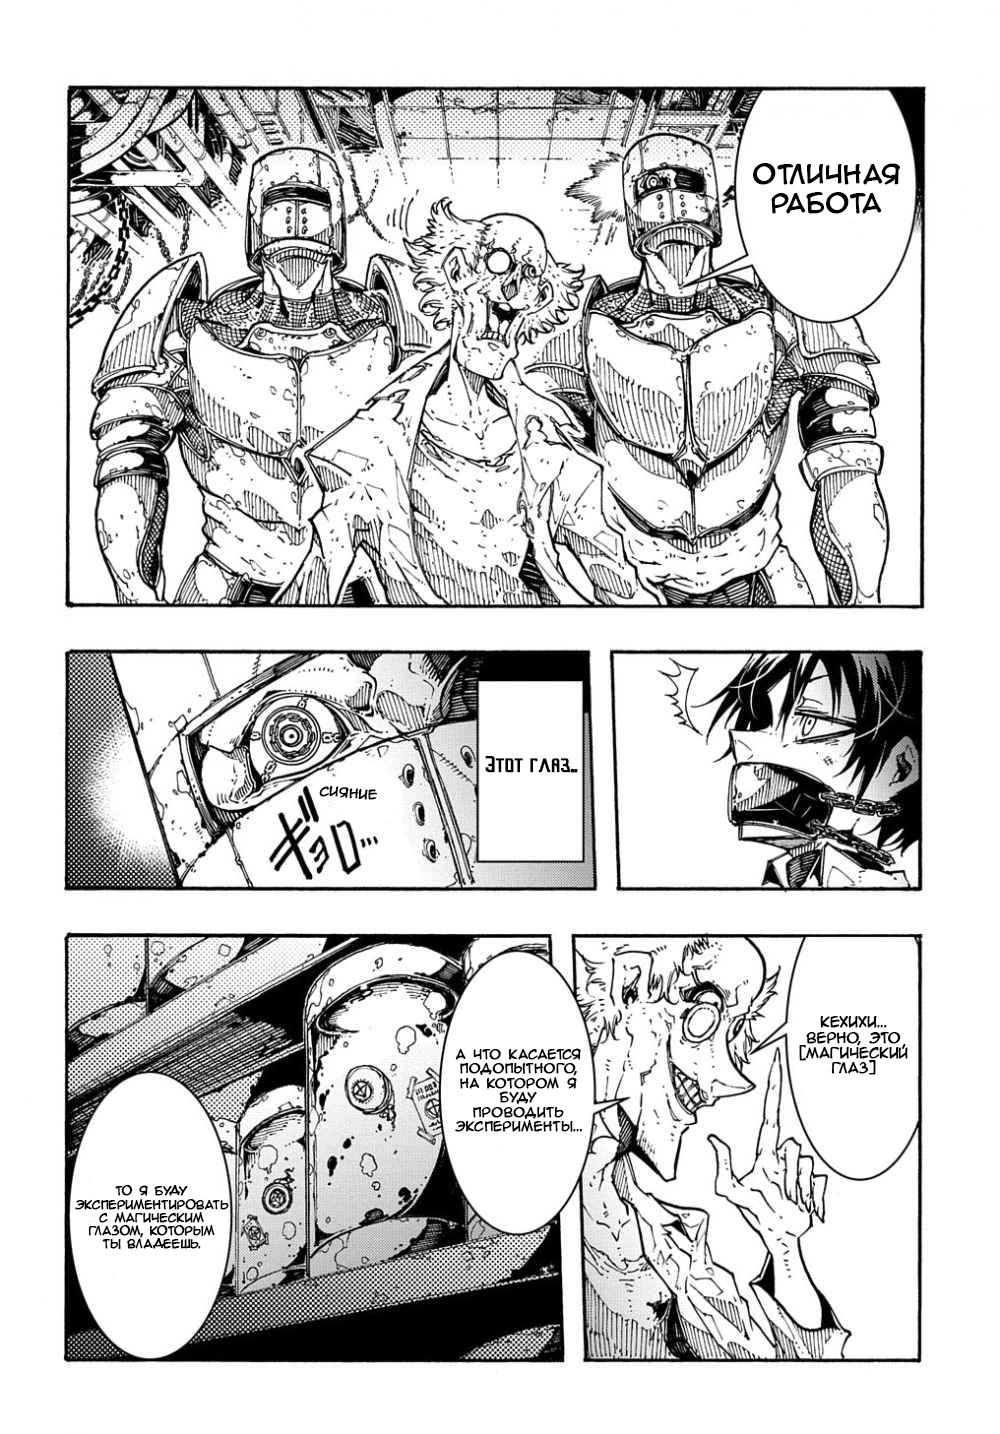 ОТЛИЧНАЯ
РАБОТА
ЭТОТ ГЛАЗ...
СИЯНИЕ
ギョロ...
КЕХИХИ...
ВЕРНО, ЭТО
[МАГИЧЕСКИЙ
ГЛАЗ]
А ЧТО КАСАЕТСЯ
ПОДОПЫТНОГО,
НА КОТОРОМ Я
БУДУ
ПРОВОДИТЬ
ЭКСПЕРИМЕНТЫ...
ТО Я БУДУ
ЭКСПЕРИМЕНТИРОВАТЬ
С МАГИЧЕСКИМ
ГЛАЗОМ, КОТОРЫМ
ТЫ ВЛАДЕЕШЬ.